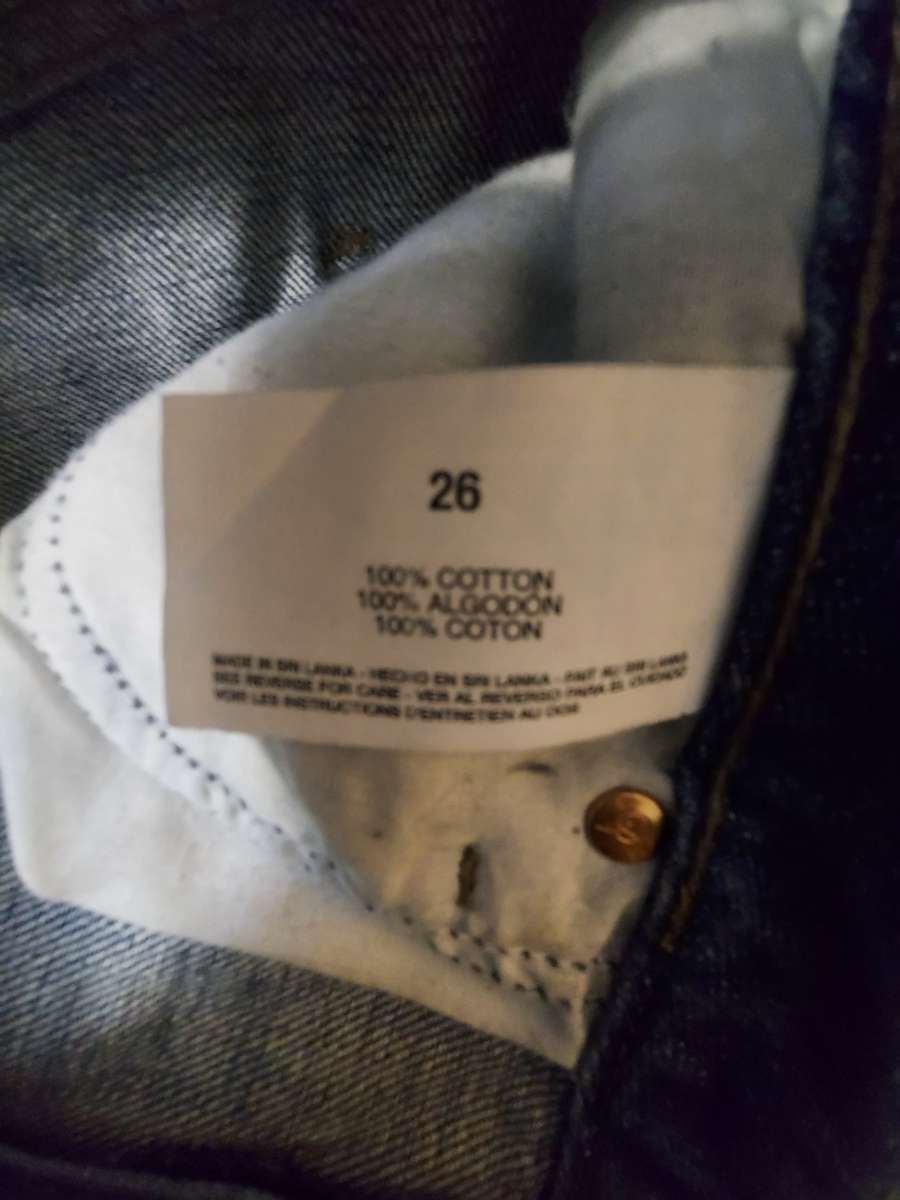 26
100% COTTON
100% ALGODÓN
100% COTON
MADE IN SRI LANKA - HECHO EN SRI LANKA - FAIT AU SRI LANKA
SEE REVERSE FOR CARE - VER AL REVERSO PARA EL CUIDADO
VOIR LES INSTRUCTIONS D'ENTRETIEN AU DOS